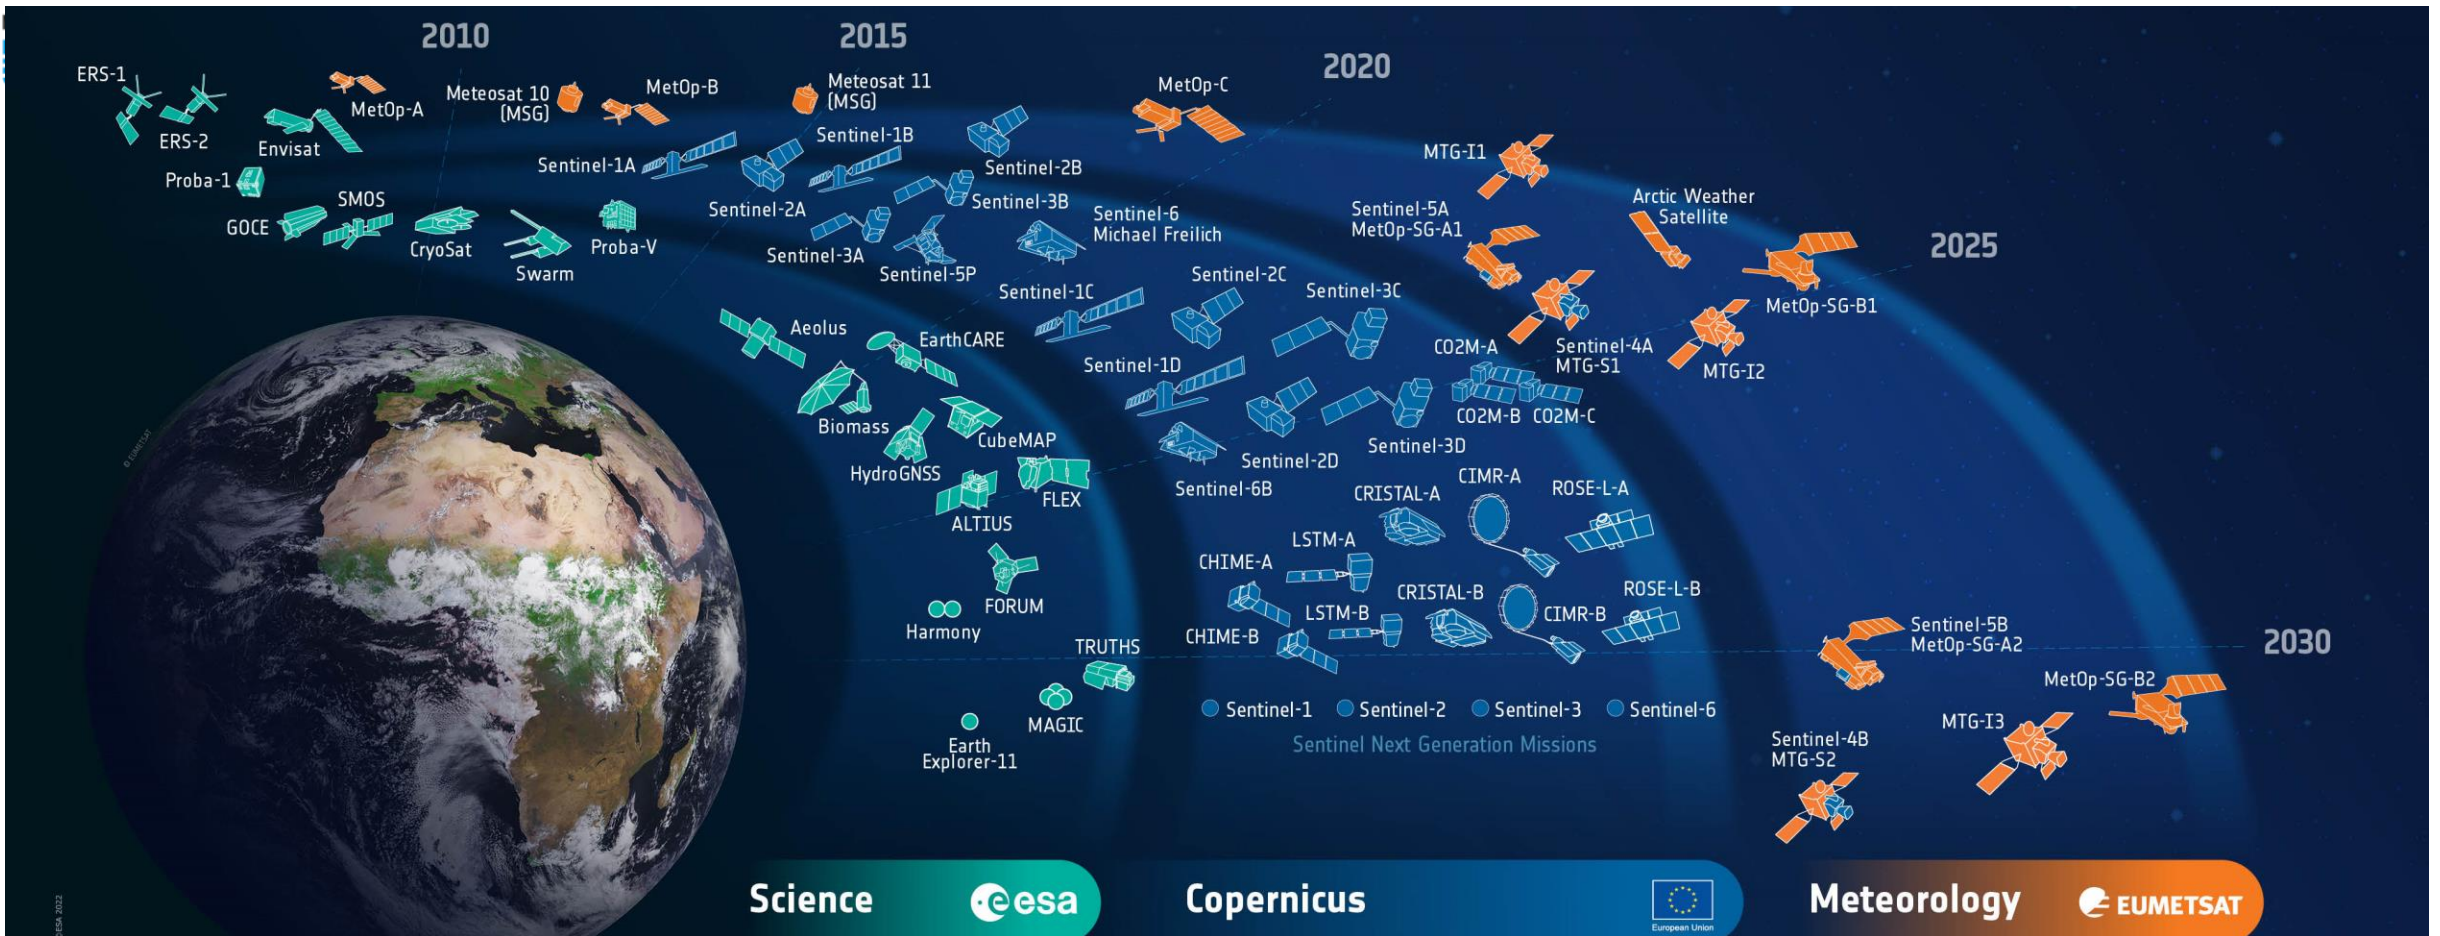 2010
2015
2020
2025
2030
ERS-1
ERS-2
MetOp-A
Envisat
Meteosat 10
(MSG)
MetOp-B
Meteosat 11
(MSG)
MetOp-C
Proba-1
GOCE
SMOS
CryoSat
Swarm
Proba-V
Sentinel-1A
Sentinel-2A
Sentinel-1B
Sentinel-2B
Sentinel-3B
Sentinel-3A
Sentinel-5P
Sentinel-6
Michael Freilich
MTG-I1
Sentinel-5A
MetOp-SG-A1
Arctic Weather
Satellite
MetOp-SG-B1
Sentinel-4A
MTG-S1
MTG-I2
Sentinel-1C
Sentinel-2C
Sentinel-3C
Sentinel-1D
Sentinel-2D
Sentinel-3D
Sentinel-6B
CO2M-A
CO2M-B
CO2M-C
Aeolus
EarthCARE
Biomass
CubeMAP
HydroGNSS
FLEX
ALTIUS
FORUM
Harmony
TRUTHS
MAGIC
Earth
Explorer-11
CRISTAL-A
CIMR-A
ROSE-L-A
LSTM-A
CHIME-A
CRISTAL-B
CIMR-B
ROSE-L-B
LSTM-B
CHIME-B
Sentinel-1
Sentinel-2
Sentinel-3
Sentinel-6
Sentinel Next Generation Missions
Sentinel-5B
MetOp-SG-A2
MetOp-SG-B2
MTG-I3
Sentinel-4B
MTG-S2
© EUMETSAT
© ESA 2022
Science
esa
Copernicus
European Union
Meteorology
EUMETSAT